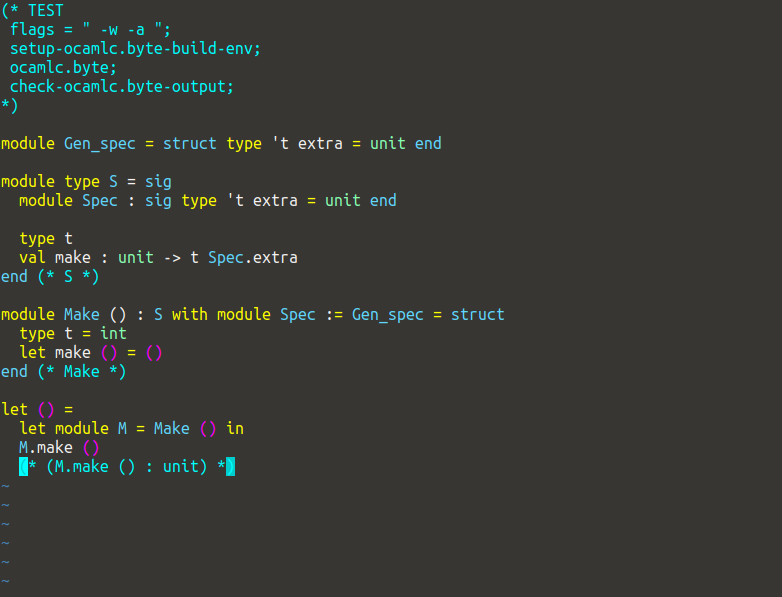 (* TEST
 flags = " -w -a ";
 setup-ocamlc.byte-build-env;
 ocamlc.byte;
 check-ocamlc.byte-output;
*)

module Gen_spec = struct type 't extra = unit end

module type S = sig
  module Spec : sig type 't extra = unit end

  type t
  val make : unit -> t Spec.extra
end (* S *)

module Make () : S with module Spec := Gen_spec = struct
  type t = int
  let make () = ()
end (* Make *)

let () =
  let module M = Make () in
  M.make ()
  (* (M.make () : unit) *)
~
~
~
~
~
~